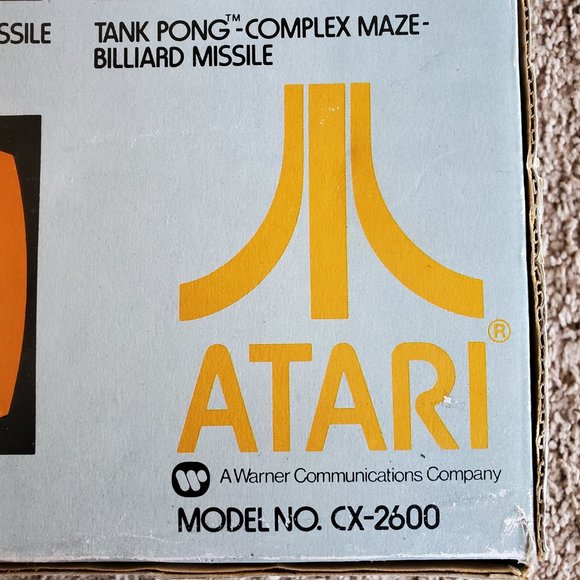 SSILE
TANK PONG™-COMPLEX MAZE-
BILLIARD MISSILE
ATARI®
A Warner Communications Company
MODEL NO. CX-2600